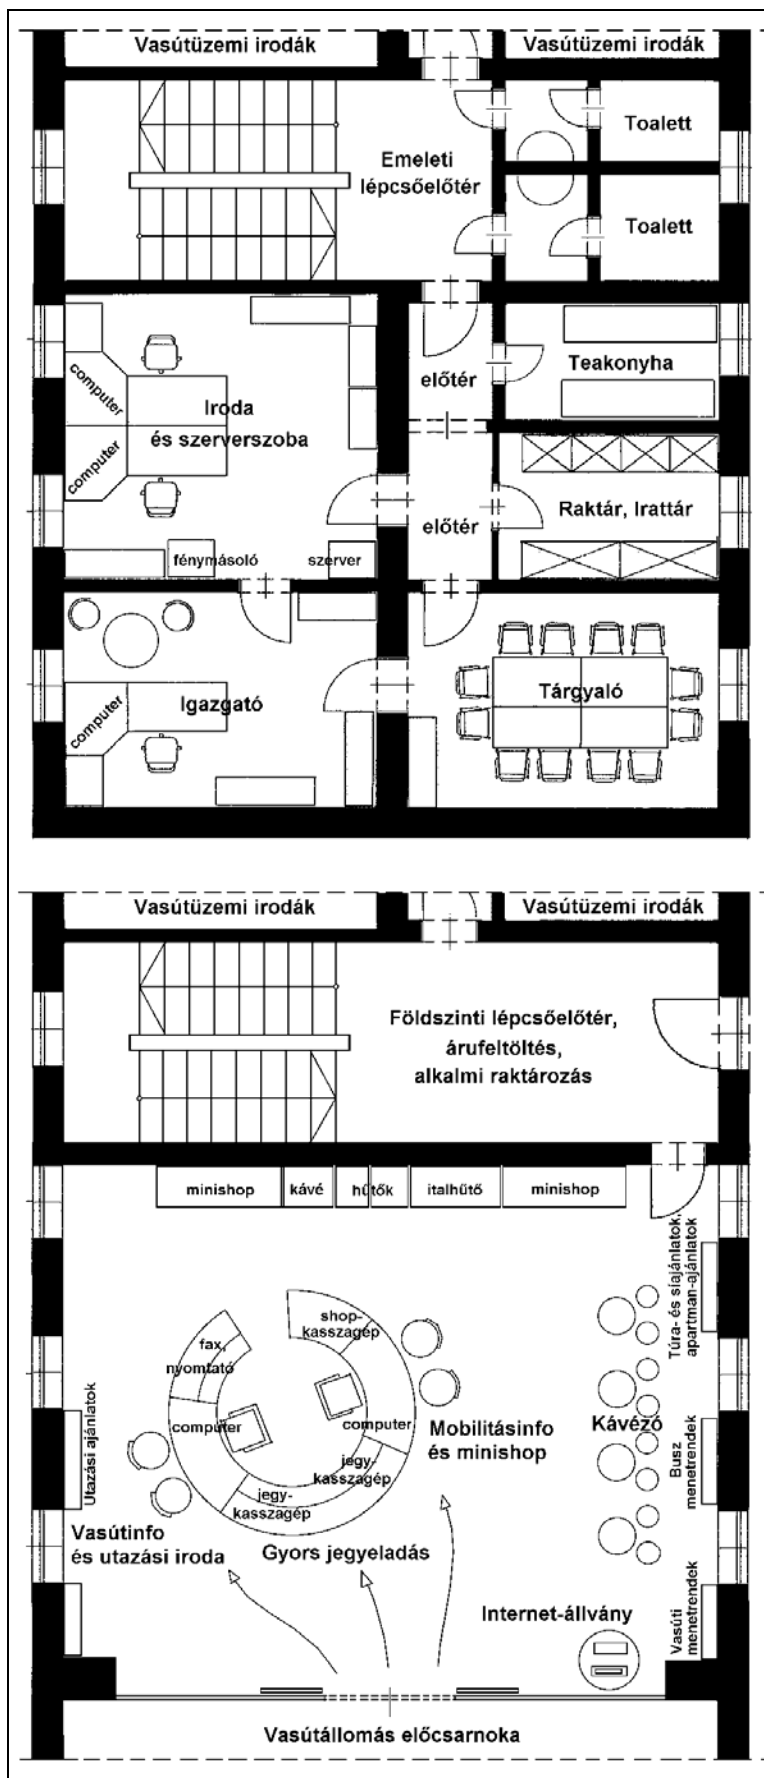 Vasútüzemi irodák
Vasútüzemi irodák
Toalett
Emeleti
lépcsőelőtér
Toalett
computer
computer
Iroda
és szerverszoba
előtér
Teakonyha
előtér
Raktár, Irattár
fénymásoló
szerver
Igazgató
computer
Tárgyaló
Vasútüzemi irodák
Vasútüzemi irodák
Földszinti lépcsőelőtér,
árufeltöltés,
alkalmi raktározás
minishop
kávé
hűtők
italhűtő
minishop
Túra- és síajánlatok,
apartman-ajánlatok
shop-
kasszagép
fax,
nyomtató
computer
computer
jegy-
kasszagép
jegy-
kasszagép
Utazási ajánlatok
Mobilitásinfo
és minishop
Kávézó
Busz
menetrendek
Vasútinfo
és utazási iroda
Gyors jegyeladás
Internet-állvány
Vasúti
menetrendek
Vasútállomás előcsarnoka